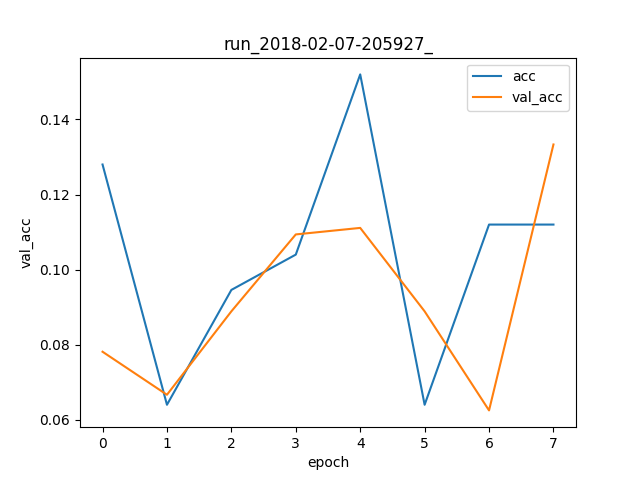 run_2018-02-07-205927_
acc
val_acc
val_acc
0.14
0.12
0.10
0.08
0.06
0 1 2 3 4 5 6 7
epoch